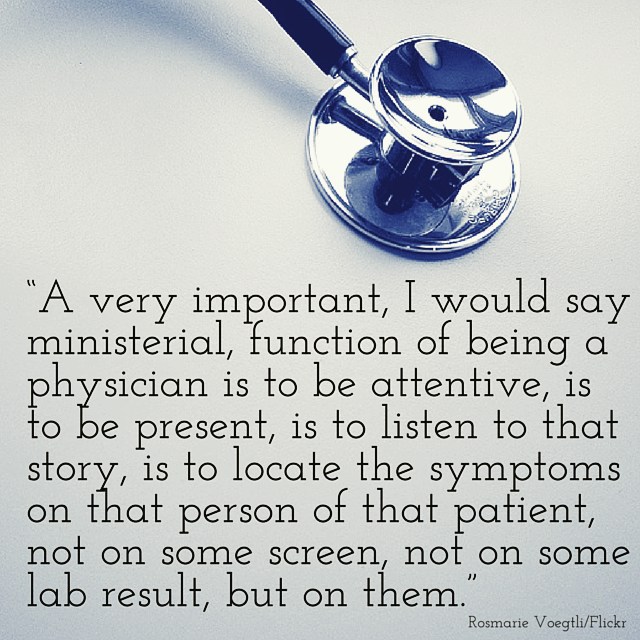 “A very important, I would say
ministerial, function of being a
physician is to be attentive, is
to be present, is to listen to that
story, is to locate the symptoms
on that person of that patient,
not on some screen, not on some
lab result, but on them.”
Rosmarie Voegtli/Flickr